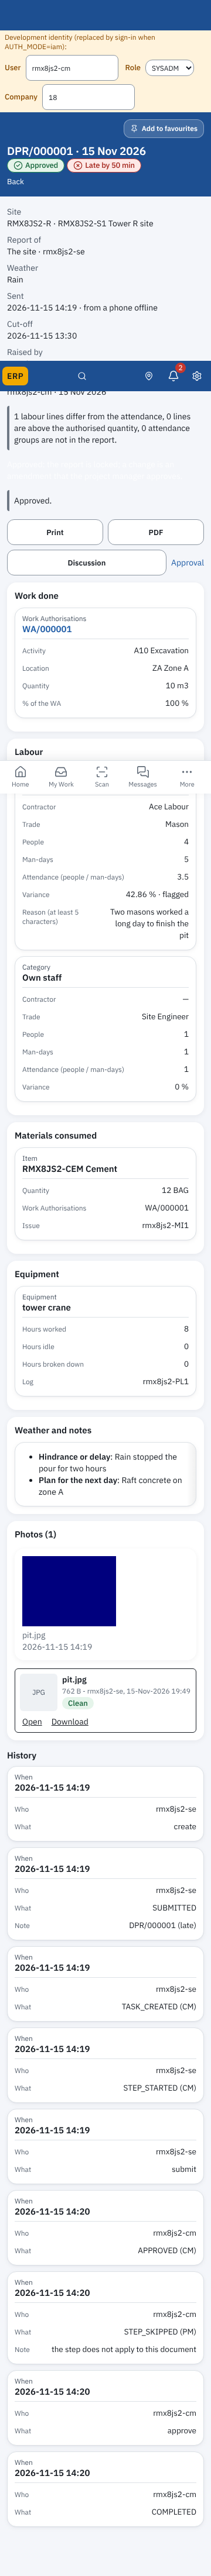 Development identity (replaced by sign-in when
AUTH_MODE=iam):
User rmx8js2-cm Role SYSADM
Company 18
Add to favourites
DPR/000001 · 15 Nov 2026
Approved Late by 50 min
Back
Site
RMX8JS2-R · RMX8JS2-S1 Tower R site
Report of
The site · rmx8js2-se
Weather
Rain
Sent
2026-11-15 14:19 · from a phone offline
Cut-off
2026-11-15 13:30
Raised by
ERP 2
rmx8js2-cm · 15 Nov 2026
1 labour lines differ from the attendance, 0 lines
are above the authorised quantity, 0 attendance
groups are not in the report.
Approved.
Print PDF
Discussion Approval
Work done
Work Authorisations
WA/000001
Activity A10 Excavation
Location ZA Zone A
Quantity 10 m3
% of the WA 100 %
Labour
Home My Work Scan Messages More
Contractor Ace Labour
Trade Mason
People 4
Man-days 5
Attendance (people / man-days) 3.5
Variance 42.86 % · flagged
Reason (at least 5
characters)
Two masons worked a
long day to finish the
pit
Category
Own staff
Contractor —
Trade Site Engineer
People 1
Man-days 1
Attendance (people / man-days) 1
Variance 0 %
Materials consumed
Item
RMX8JS2-CEM Cement
Quantity 12 BAG
Work Authorisations WA/000001
Issue rmx8js2-MI1
Equipment
Equipment
tower crane
Hours worked 8
Hours idle 0
Hours broken down 0
Log rmx8js2-PL1
Weather and notes
• Hindrance or delay: Rain stopped the
pour for two hours
• Plan for the next day: Raft concrete on
zone A
Photos (1)
pit.jpg
2026-11-15 14:19
JPG
pit.jpg
762 B - rmx8js2-se, 15-Nov-2026 19:49
Clean
Open Download
History
When
2026-11-15 14:19
Who rmx8js2-se
What create
When
2026-11-15 14:19
Who rmx8js2-se
What SUBMITTED
Note DPR/000001 (late)
When
2026-11-15 14:19
Who rmx8js2-se
What TASK_CREATED (CM)
When
2026-11-15 14:19
Who rmx8js2-se
What STEP_STARTED (CM)
When
2026-11-15 14:19
Who rmx8js2-se
What submit
When
2026-11-15 14:20
Who rmx8js2-cm
What APPROVED (CM)
When
2026-11-15 14:20
Who rmx8js2-cm
What STEP_SKIPPED (PM)
Note the step does not apply to this document
When
2026-11-15 14:20
Who rmx8js2-cm
What approve
When
2026-11-15 14:20
Who rmx8js2-cm
What COMPLETED